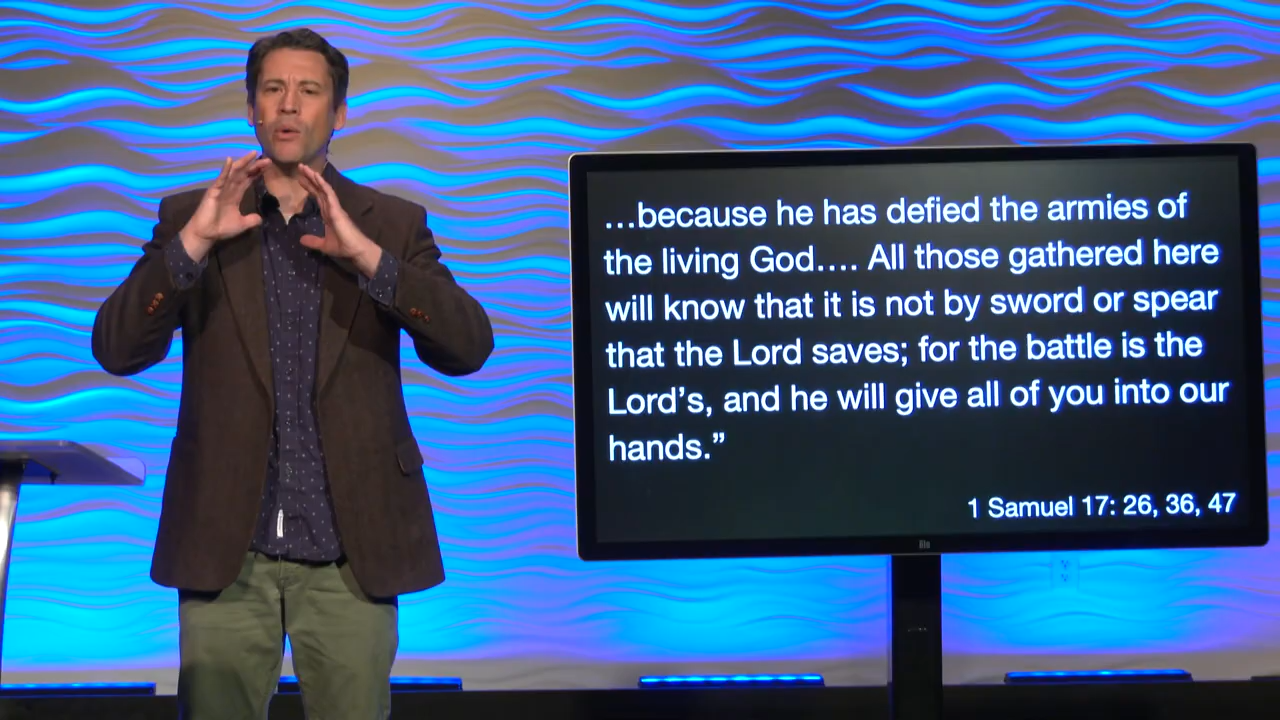 …because he has defied the armies of
the living God…. All those gathered here
will know that it is not by sword or spear
that the Lord saves; for the battle is the
Lord’s, and he will give all of you into our
hands.”
1 Samuel 17: 26, 36, 47
elo